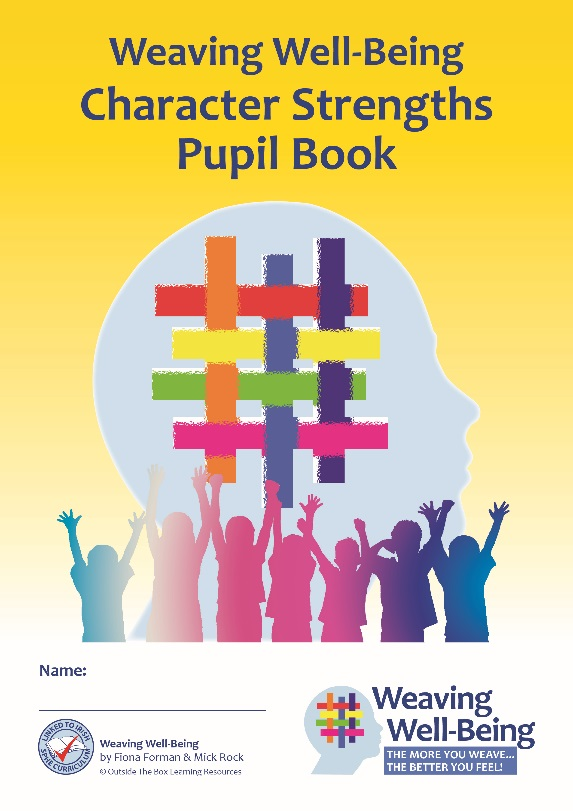 Weaving Well-Being
Character Strengths
Pupil Book
Name:
LINKED TO IRISH
SPHE CURRICULUM
Weaving Well-Being
by Fiona Forman & Mick Rock
© Outside The Box Learning Resources
Weaving
Well-Being
THE MORE YOU WEAVE...
THE BETTER YOU FEEL!